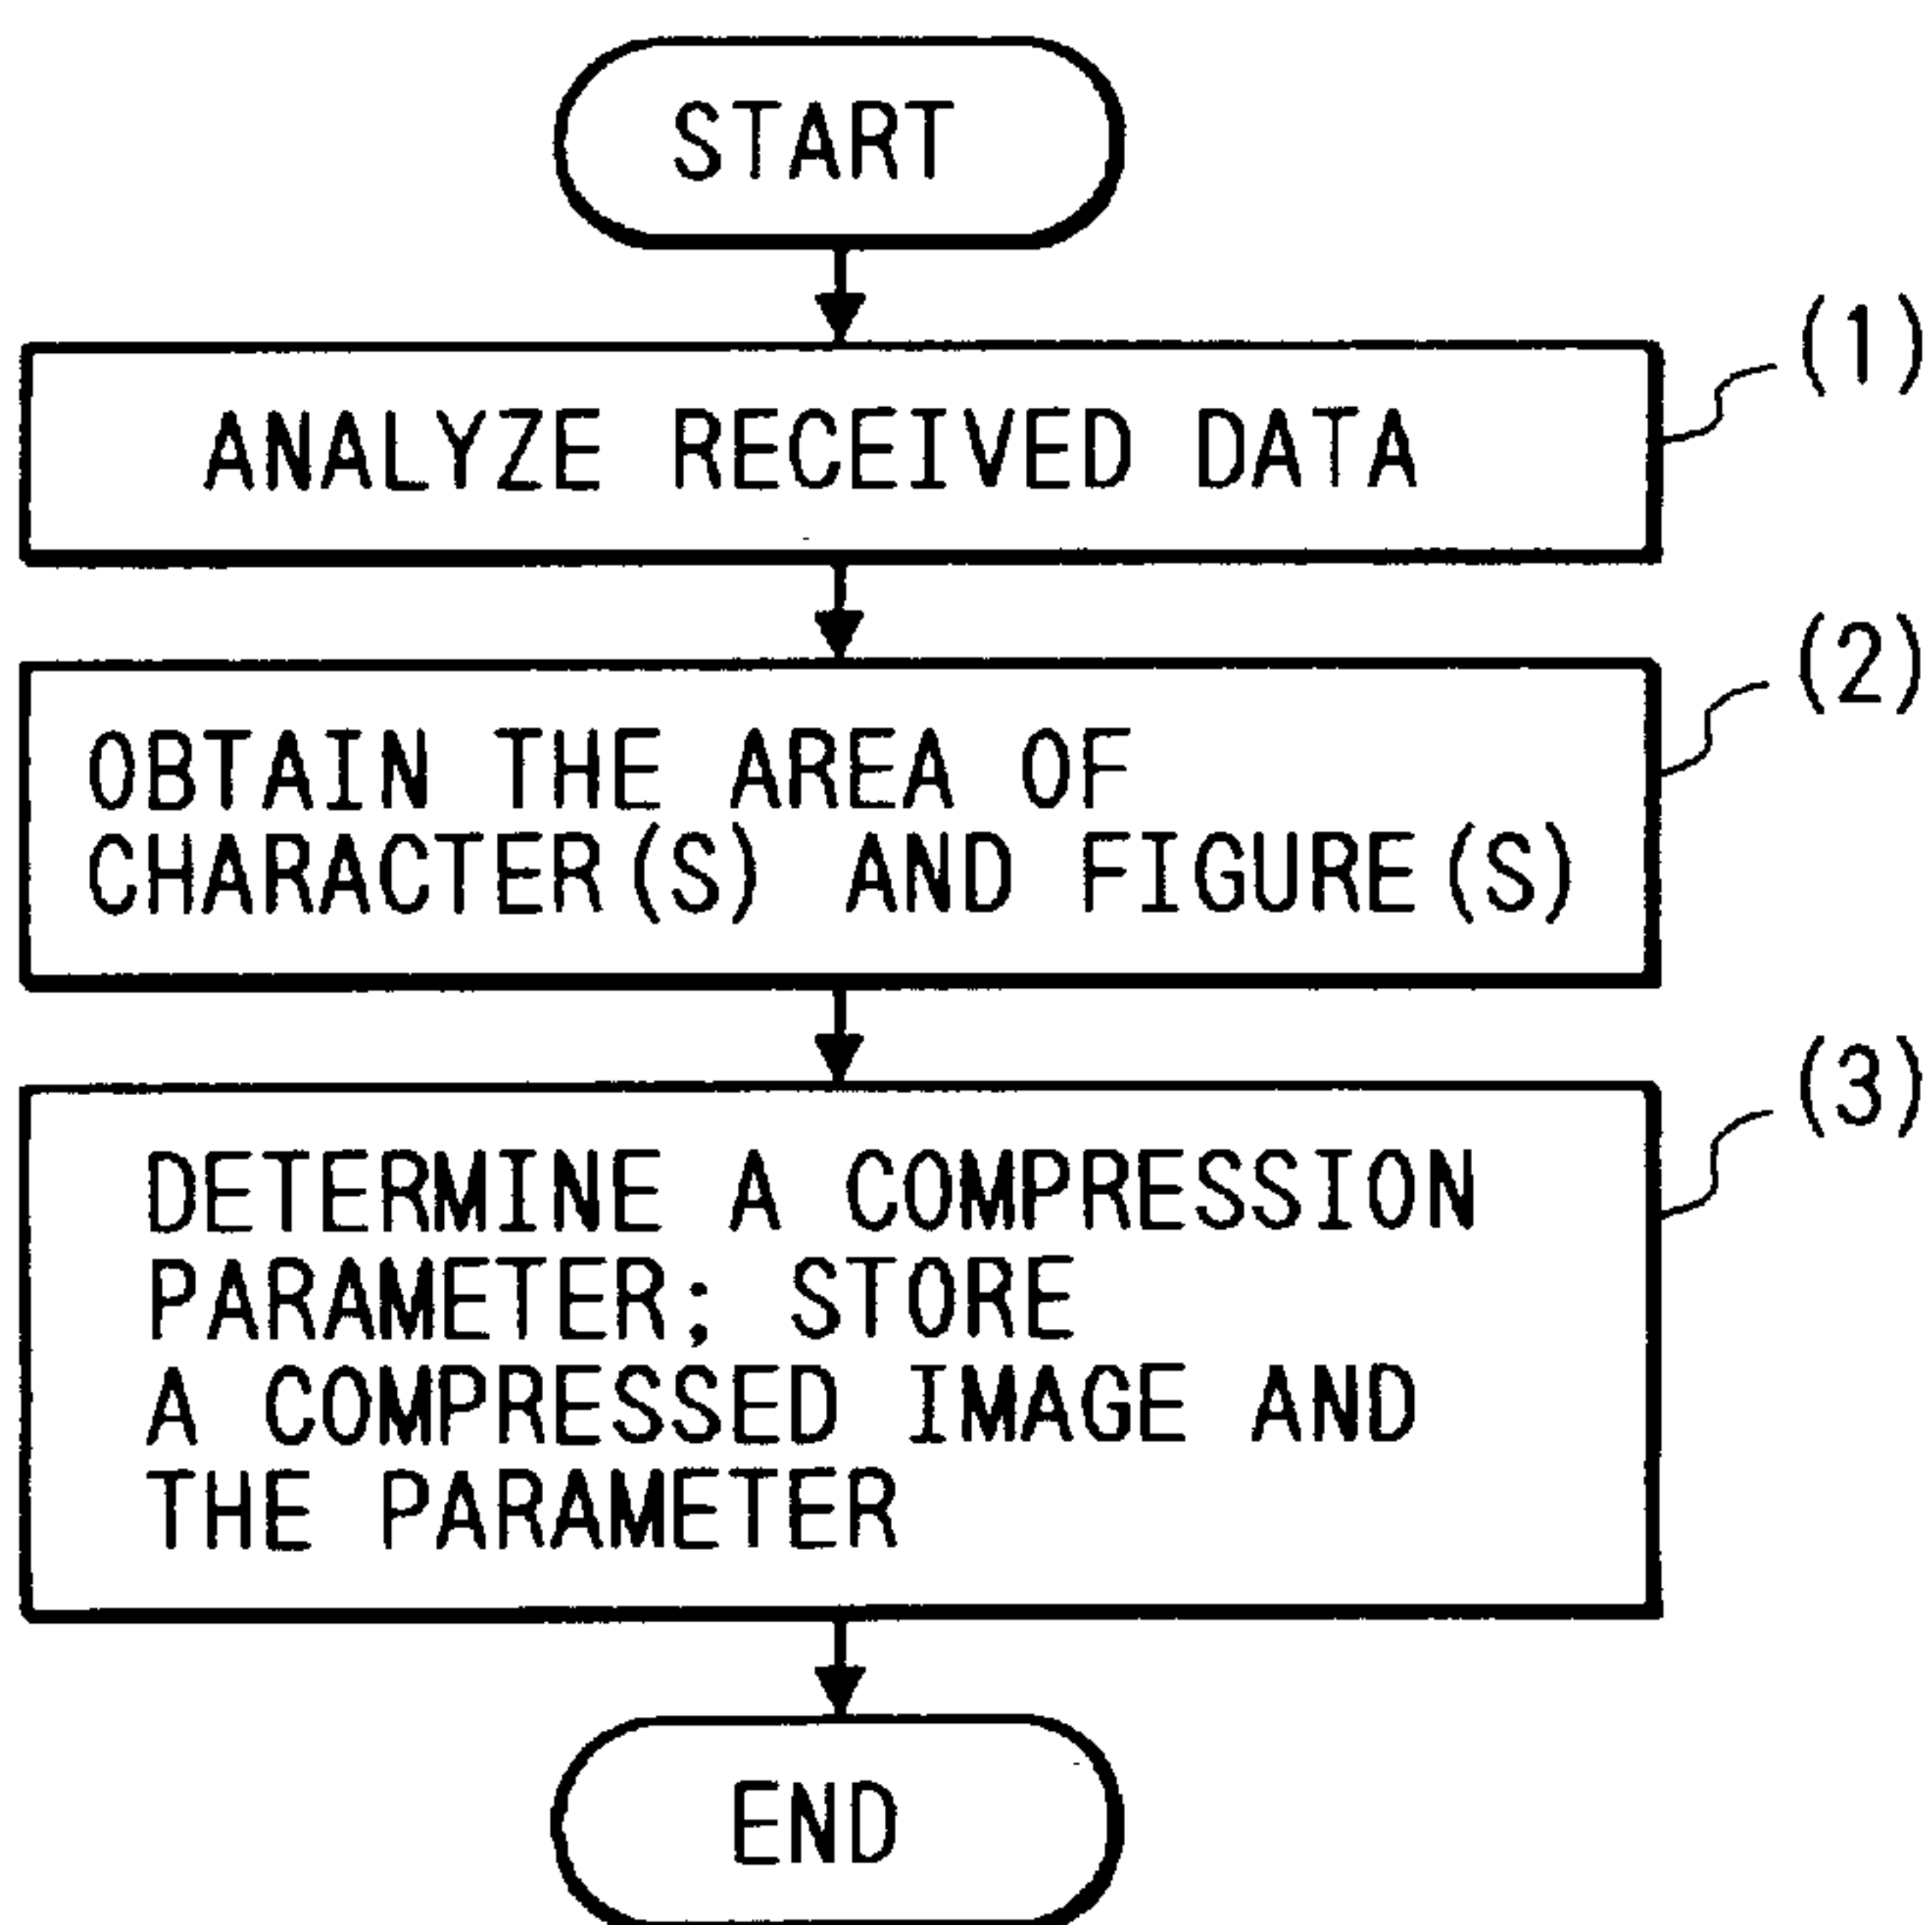 START
(1)
ANALYZE RECEIVED DATA
(2)
OBTAIN THE AREA OF
CHARACTER(S) AND FIGURE(S)
(3)
DETERMINE A COMPRESSION
PARAMETER; STORE
A COMPRESSED IMAGE AND
THE PARAMETER
END